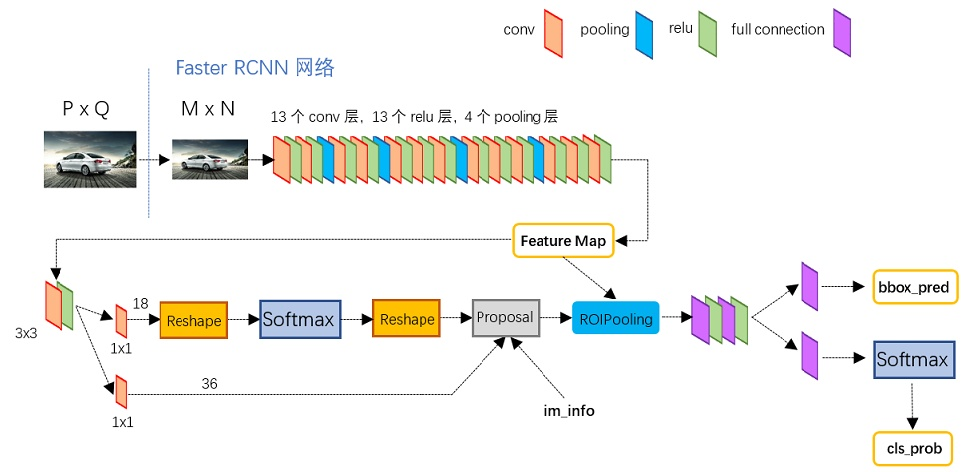 conv
pooling
relu
full connection
Faster RCNN 网络
P x Q
M x N
13 个 conv 层，13 个 relu 层，4 个 pooling 层
Feature Map
3x3
1x1
18
Reshape
Softmax
Reshape
Proposal
ROIPooling
bbox_pred
1x1
36
im_info
Softmax
cls_prob